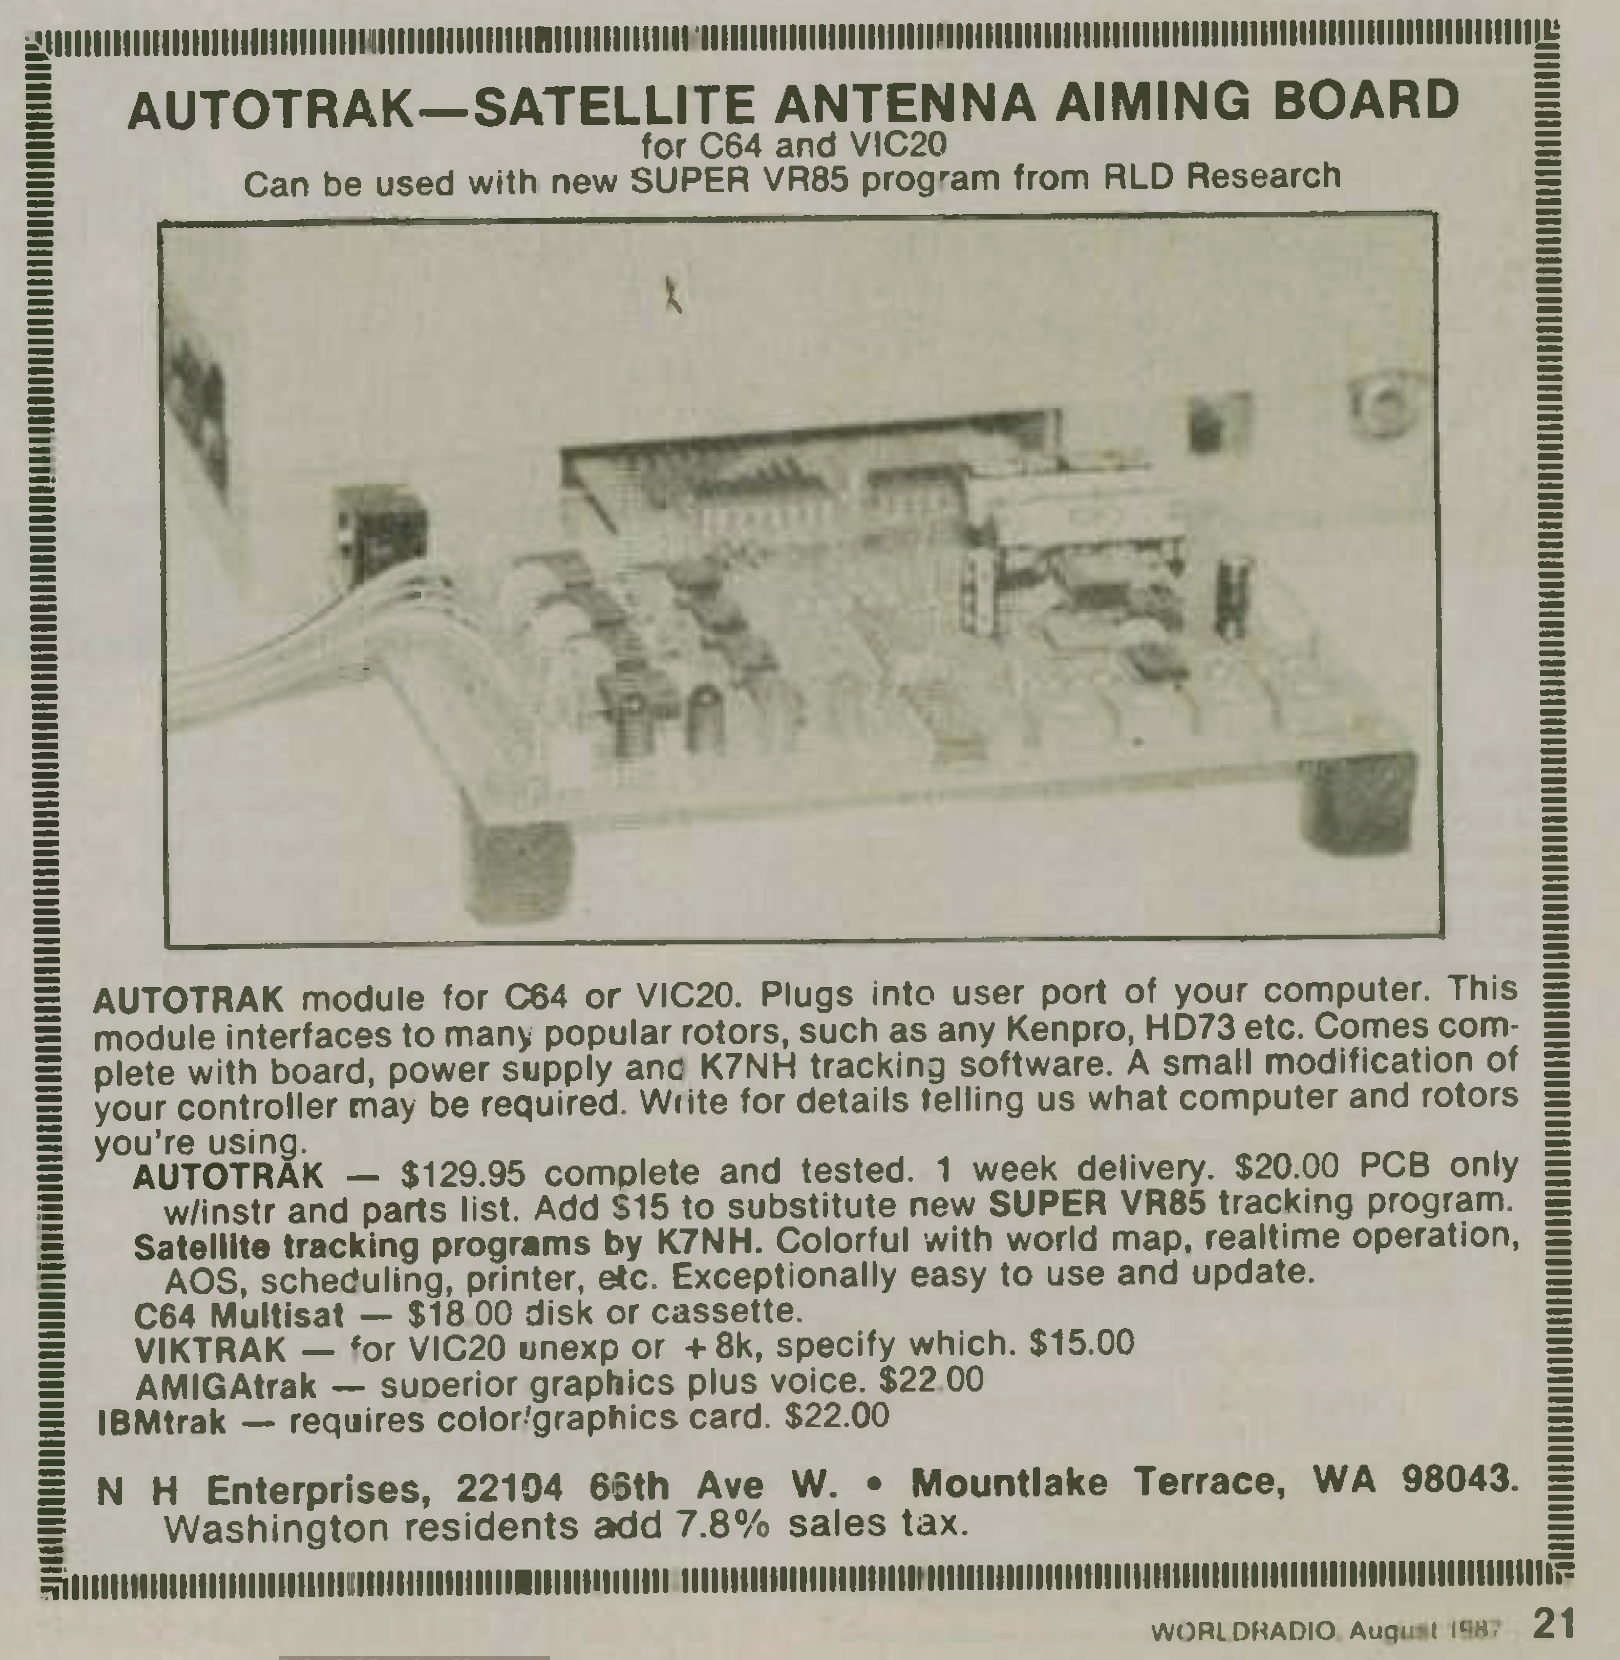 AUTOTRAK—SATELLITE ANTENNA AIMING BOARD
for C64 and VIC20
Can be used with new SUPER VR85 program from RLD Research
AUTOTRAK module for C64 or VIC20. Plugs into user port of your computer. This
module interfaces to many popular rotors, such as any Kenpro, HD73 etc. Comes com-
plete with board, power supply and K7NH tracking software. A small modification of
your controller may be required. Write for details telling us what computer and rotors
you're using.
AUTOTRAK — $129.95 complete and tested. 1 week delivery. $20.00 PCB only
w/instr and parts list. Add $15 to substitute new SUPER VR85 tracking program.
Satellite tracking programs by K7NH. Colorful with world map, realtime operation,
AOS, scheduling, printer, etc. Exceptionally easy to use and update.
C64 Multisat — $18.00 disk or cassette.
VIKTRAK — for VIC20 unexp or +8k, specify which. $15.00
AMIGAtrak — superior graphics plus voice. $22.00
IBMtrak — requires color/graphics card. $22.00
N H Enterprises, 22104 66th Ave W. • Mountlake Terrace, WA 98043.
Washington residents add 7.8% sales tax.
WORLDRADIO, August 1987 21